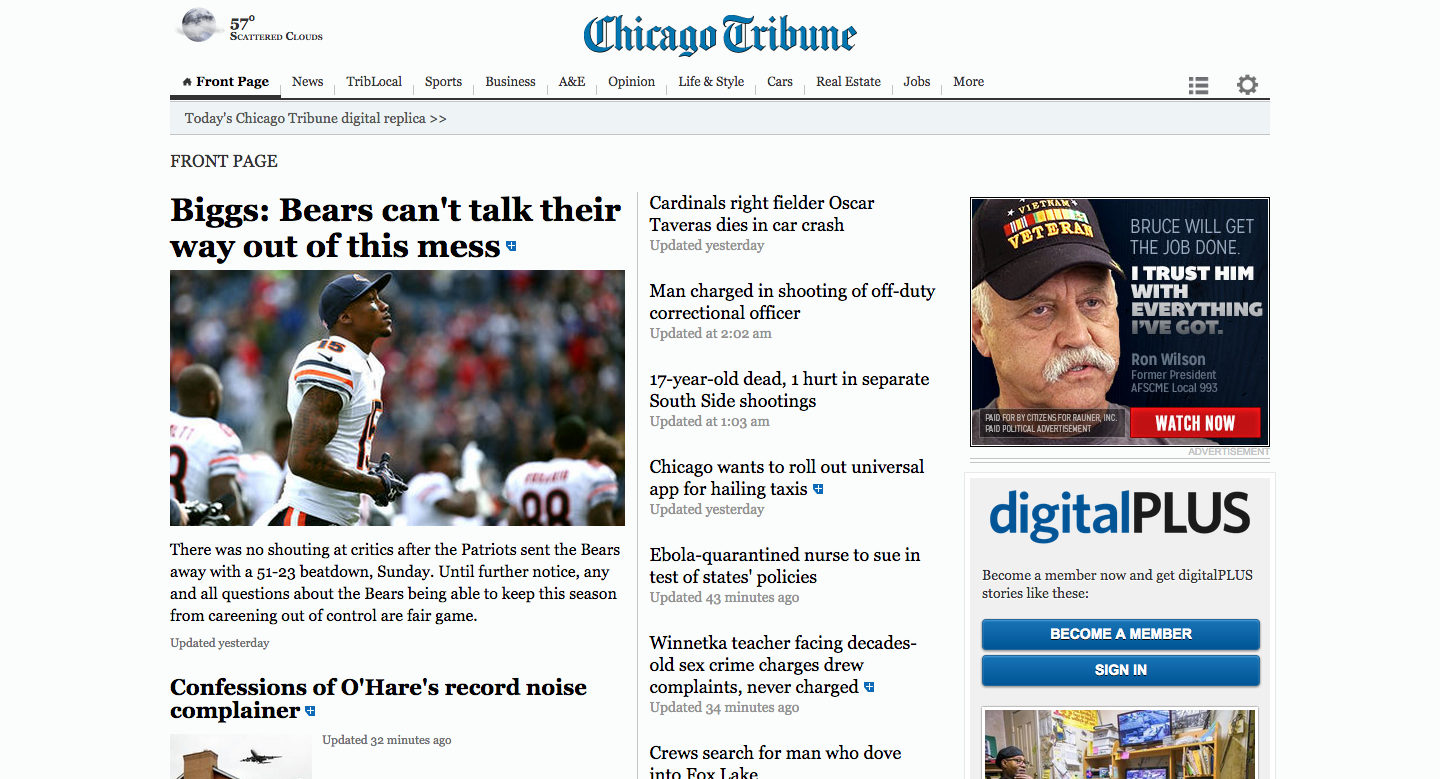 57°
Scattered Clouds
Chicago Tribune
Front Page
News
TribLocal
Sports
Business
A&E
Opinion
Life & Style
Cars
Real Estate
Jobs
More
Today's Chicago Tribune digital replica >>
FRONT PAGE
Biggs: Bears can't talk their
way out of this mess
15
15
88
There was no shouting at critics after the Patriots sent the Bears
away with a 51-23 beatdown, Sunday. Until further notice, any
and all questions about the Bears being able to keep this season
from careening out of control are fair game.
Updated yesterday
Confessions of O'Hare's record noise
complainer
Updated 32 minutes ago
Cardinals right fielder Oscar
Taveras dies in car crash
Updated yesterday
Man charged in shooting of off-duty
correctional officer
Updated at 2:02 am
17-year-old dead, 1 hurt in separate
South Side shootings
Updated at 1:03 am
Chicago wants to roll out universal
app for hailing taxis
Updated yesterday
Ebola-quarantined nurse to sue in
test of states' policies
Updated 43 minutes ago
Winnetka teacher facing decades-
old sex crime charges drew
complaints, never charged
Updated 34 minutes ago
Crews search for man who dove
into Fox Lake
VIETNAM
VETERAN
BRUCE WILL GET
THE JOB DONE.
I TRUST HIM
WITH
EVERYTHING
I'VE GOT.
Ron Wilson
Former President
AFSCME Local 993
PAID FOR BY CITIZENS FOR RAUNER, INC.
PAID POLITICAL ADVERTISEMENT
WATCH NOW
ADVERTISEMENT
digitalPLUS
Become a member now and get digitalPLUS
stories like these:
BECOME A MEMBER
SIGN IN